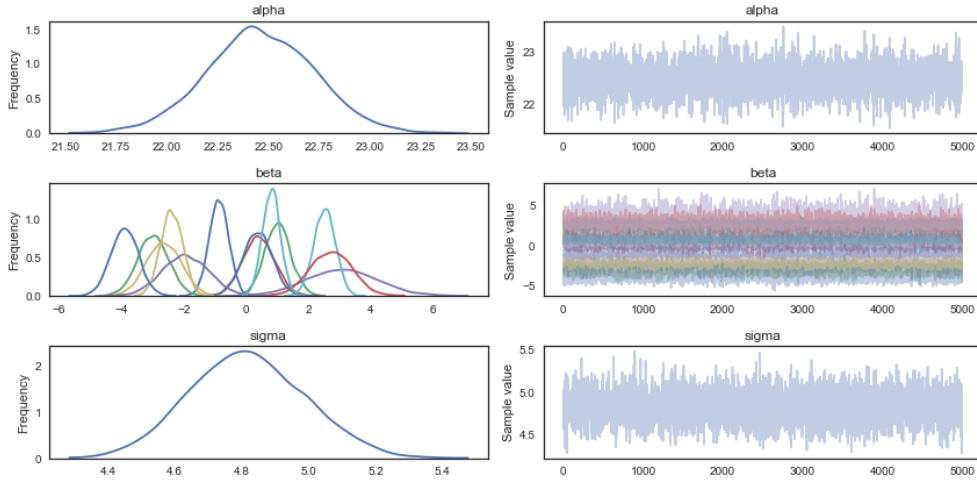 alpha
alpha
Frequency
1.5
1.0
0.5
0.0
21.50 21.75 22.00 22.25 22.50 22.75 23.00 23.25 23.50
Sample value
23
22
0 1000 2000 3000 4000 5000
beta
beta
Frequency
1.0
0.5
0.0
−6 −4 −2 0 2 4 6
Sample value
5
0
−5
0 1000 2000 3000 4000 5000
sigma
sigma
Frequency
2
1
0
4.4 4.6 4.8 5.0 5.2 5.4
Sample value
5.5
5.0
4.5
0 1000 2000 3000 4000 5000